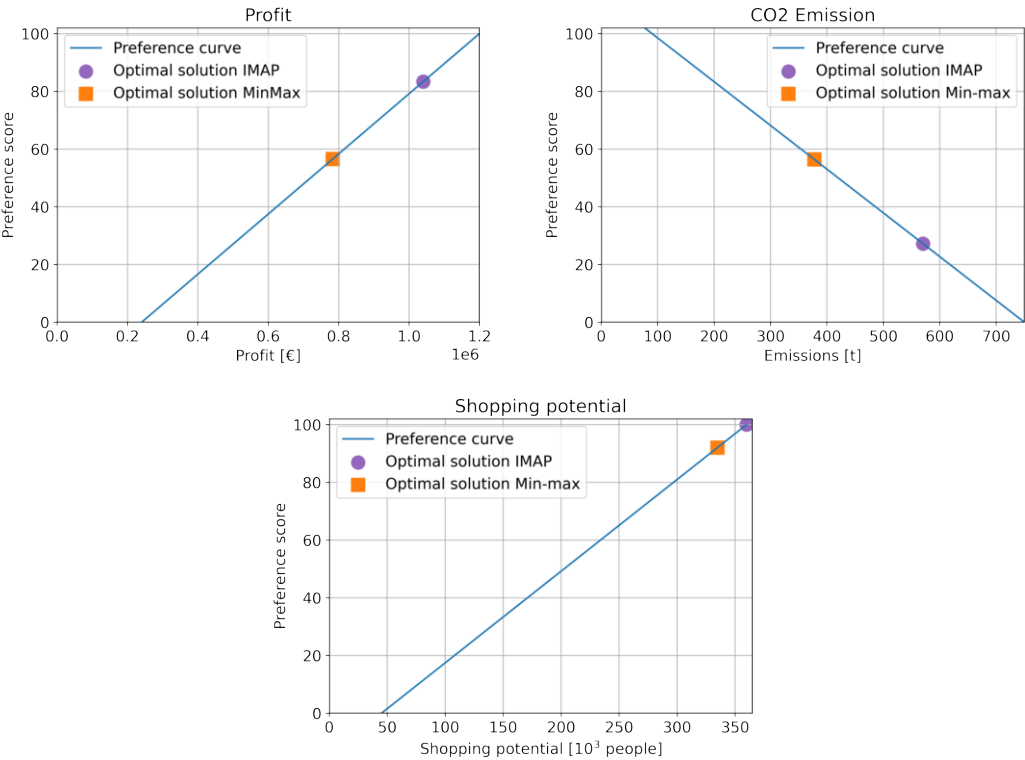 Profit
100
80
60
40
20
0
Preference score
Preference curve
Optimal solution IMAP
Optimal solution MinMax
0.0 0.2 0.4 0.6 0.8 1.0 1.2
1e6
Profit [€]
CO2 Emission
100
80
60
40
20
0
Preference score
Preference curve
Optimal solution IMAP
Optimal solution Min-max
0 100 200 300 400 500 600 700
Emissions [t]
Shopping potential
100
80
60
40
20
0
Preference score
Preference curve
Optimal solution IMAP
Optimal solution Min-max
0 50 100 150 200 250 300 350
Shopping potential [10³ people]